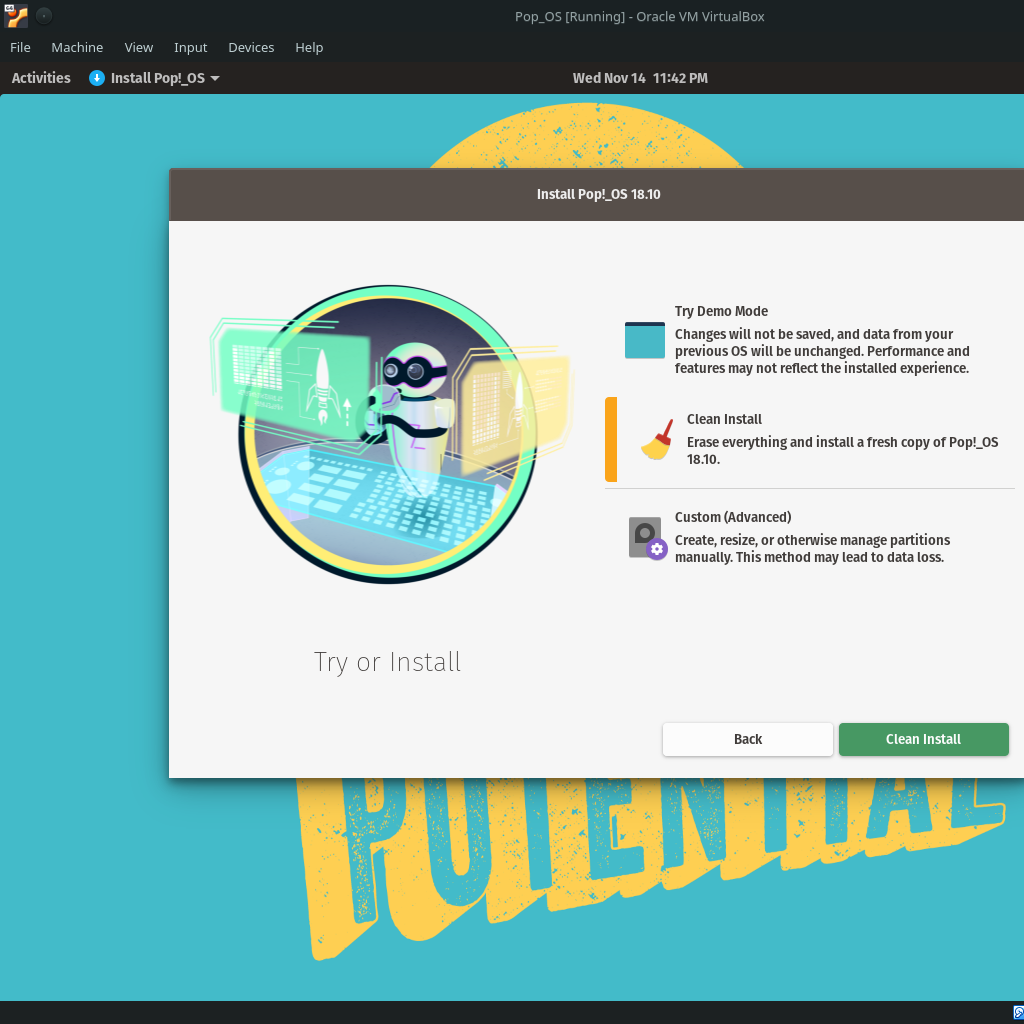 Pop_OS [Running] - Oracle VM VirtualBox
File Machine View Input Devices Help
Activities Install Pop!_OS Wed Nov 14 11:42 PM
Install Pop!_OS 18.10
Try Demo Mode
Changes will not be saved, and data from your
previous OS will be unchanged. Performance and
features may not reflect the installed experience.
Clean Install
Erase everything and install a fresh copy of Pop!_OS
18.10.
Custom (Advanced)
Create, resize, or otherwise manage partitions
manually. This method may lead to data loss.
Try or Install
Back Clean Install
POTENTIAL